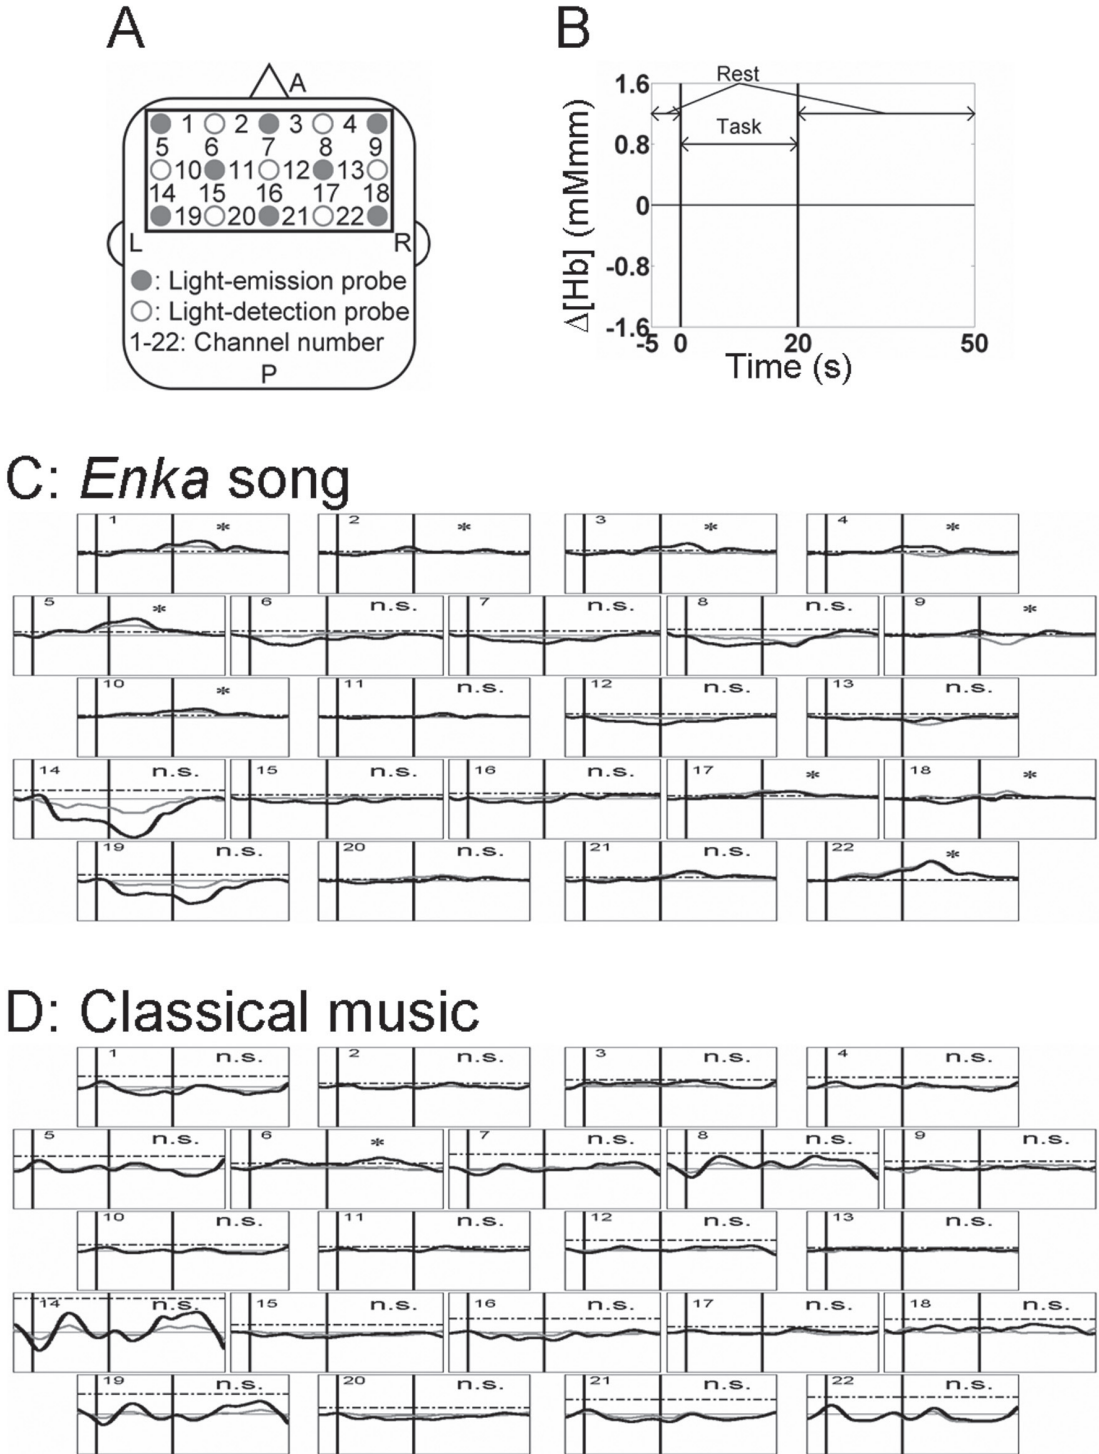 A
B
A
1 2 3 4
5 6 7 8 9
10 11 12 13
14 15 16 17 18
19 20 21 22
L R
: Light-emission probe
: Light-detection probe
1-22: Channel number
P
Δ[Hb] (mMmm)
1.6
0.8
0
-0.8
-1.6
Rest
Task
-5 0 20 50
Time (s)
C: Enka song
1 * 2 * 3 * 4 *
5 * 6 n.s. 7 n.s. 8 n.s. 9 *
10 * 11 n.s. 12 n.s. 13 n.s.
14 n.s. 15 n.s. 16 n.s. 17 * 18 *
19 n.s. 20 n.s. 21 n.s. 22 *
D: Classical music
1 n.s. 2 n.s. 3 n.s. 4 n.s.
5 n.s. 6 * 7 n.s. 8 n.s. 9 n.s.
10 n.s. 11 n.s. 12 n.s. 13 n.s.
14 n.s. 15 n.s. 16 n.s. 17 n.s. 18 n.s.
19 n.s. 20 n.s. 21 n.s. 22 n.s.